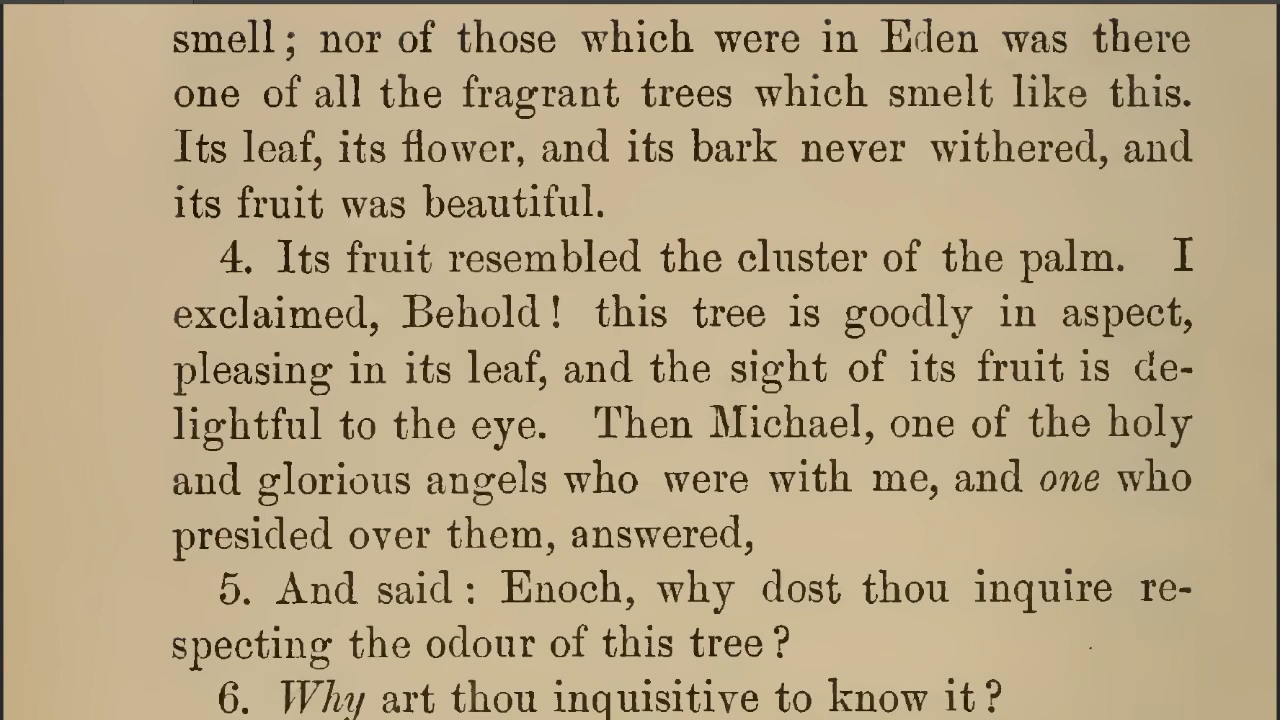 smell; nor of those which were in Eden was there
one of all the fragrant trees which smelt like this.
Its leaf, its flower, and its bark never withered, and
its fruit was beautiful.
4. Its fruit resembled the cluster of the palm. I
exclaimed, Behold! this tree is goodly in aspect,
pleasing in its leaf, and the sight of its fruit is de-
lightful to the eye. Then Michael, one of the holy
and glorious angels who were with me, and one who
presided over them, answered,
5. And said: Enoch, why dost thou inquire re-
specting the odour of this tree?
6. Why art thou inquisitive to know it?